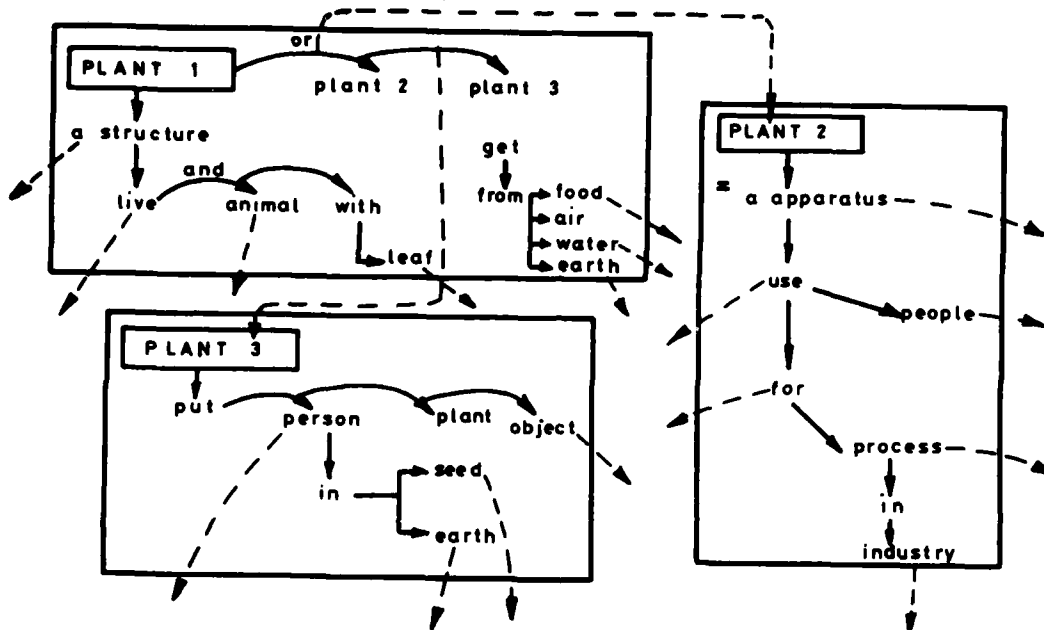 or
PLANT 1
plant 2
plant 3
a structure
get
and
live
animal
with
from
food
air
water
earth
leaf
PLANT 2
= a apparatus
use
people
for
process
in
industry
PLANT 3
put
person
plant
object
in
seed
earth